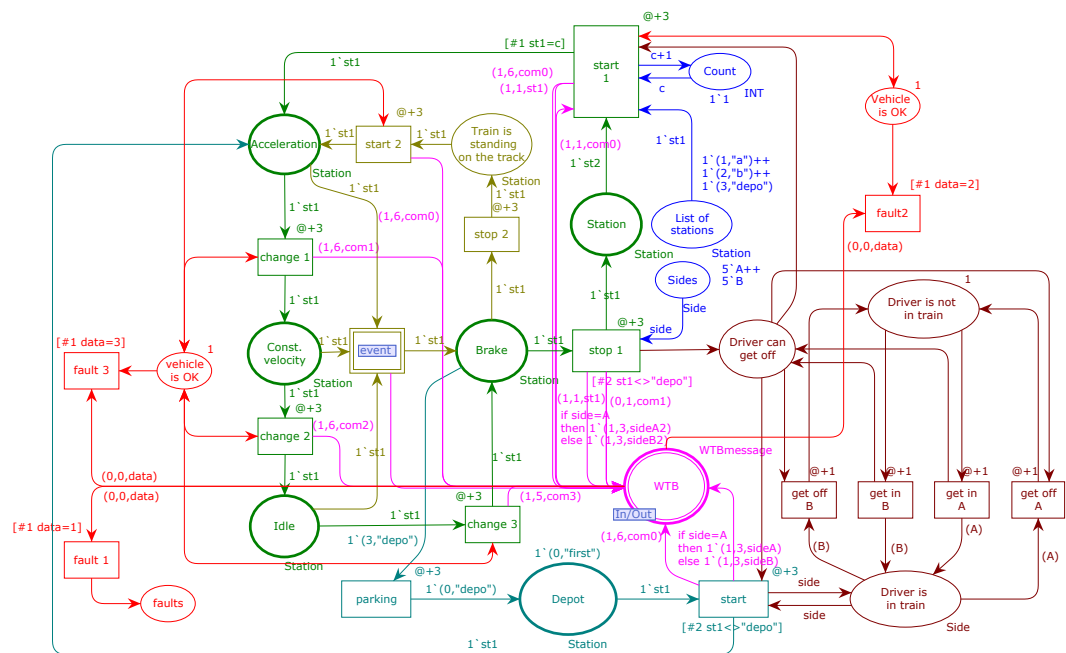 @+3
[#1 st1=c]
1`st1
start
1
c+1
c
Count
1`1
INT
1
Vehicle
is OK
(1,6,com0)
(1,1,st1)
@+3
Acceleration
1`st1
start 2
1`st1
Train is
standing
on the track
Station
(1,1,com0)
1`st2
1`st1
1`(1,"a")++
1`(2,"b")++
1`(3,"depo")
[#1 data=2]
fault2
(0,0,data)
Station
1`st1
1`st1
@+3
stop 2
1`st1
(1,6,com0)
Station
Station
List of
stations
Station
@+3
change 1
(1,6,com1)
1`st1
1`st1
1`st1
Sides
5`A++
5`B
Side
side
1
Driver is not
in train
[#1 data=3]
fault 3
1
vehicle
is OK
Const.
velocity
Station
1`st1
event
1`st1
Brake
Station
1`st1
@+3
stop 1
[#2 st1<>"depo"]
Driver can
get off
1`st1
@+3
change 2
(1,6,com2)
1`st1
1`st1
1`st1
(1,1,st1)
(0,1,com1)
if side=A
then 1`(1,3,sideA2)
else 1`(1,3,sideB2)
WTBmessage
WTB
In/Out
(0,0,data)
(0,0,data)
[#1 data=1]
fault 1
faults
Idle
Station
1`st1
@+3
change 3
(1,5,com3)
@+1
get off
B
@+1
get in
B
@+1
get in
A
@+1
get off
A
(B)
(B)
(A)
(A)
1`(3,"depo")
(1,6,com0)
if side=A
then 1`(1,3,sideA)
else 1`(1,3,sideB)
@+3
parking
1`(0,"depo")
1`(0,"first")
Depot
Station
1`st1
@+3
start
[#2 st1<>"depo"]
side
side
Driver is
in train
Side
1`st1